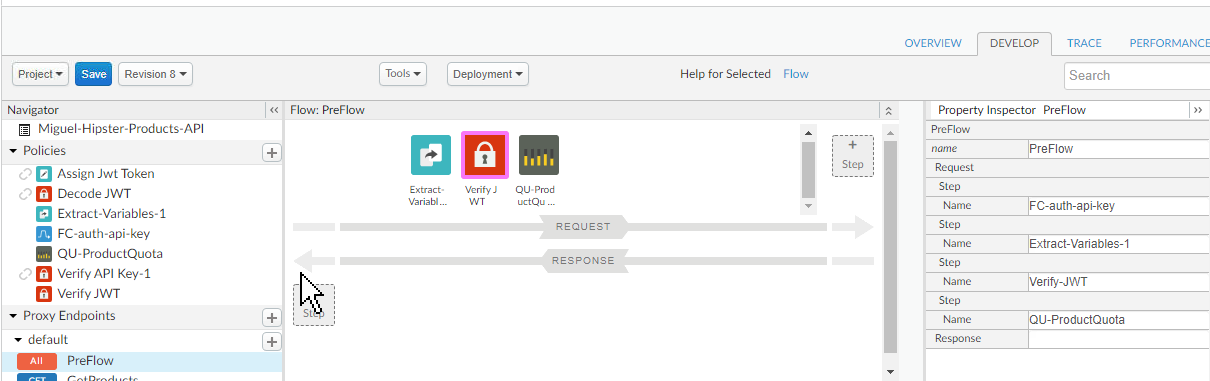 OVERVIEW DEVELOP TRACE PERFORMANCE
Project Save Revision 8 Tools Deployment Help for Selected Flow Search
Navigator
Miguel-Hipster-Products-API
Policies
Assign Jwt Token
Decode JWT
Extract-Variables-1
FC-auth-api-key
QU-ProductQuota
Verify API Key-1
Verify JWT
Proxy Endpoints
default
All PreFlow
GET GetProducts
Flow: PreFlow
Extract-
Variabl ...
Verify J
WT
QU-Prod
uctQu ...
+
Step
REQUEST
RESPONSE
Step
Property Inspector PreFlow
PreFlow
name PreFlow
Request
Step
Name FC-auth-api-key
Step
Name Extract-Variables-1
Step
Name Verify-JWT
Step
Name QU-ProductQuota
Response